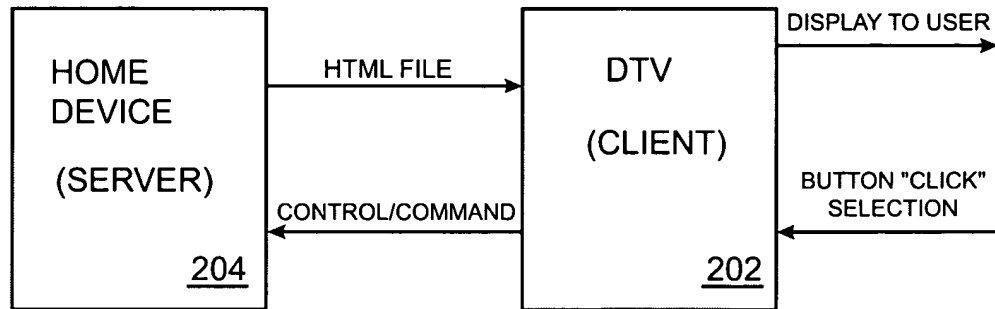 HOME
DEVICE
(SERVER)
204
HTML FILE
CONTROL/COMMAND
DTV
(CLIENT)
202
DISPLAY TO USER
BUTTON "CLICK"
SELECTION